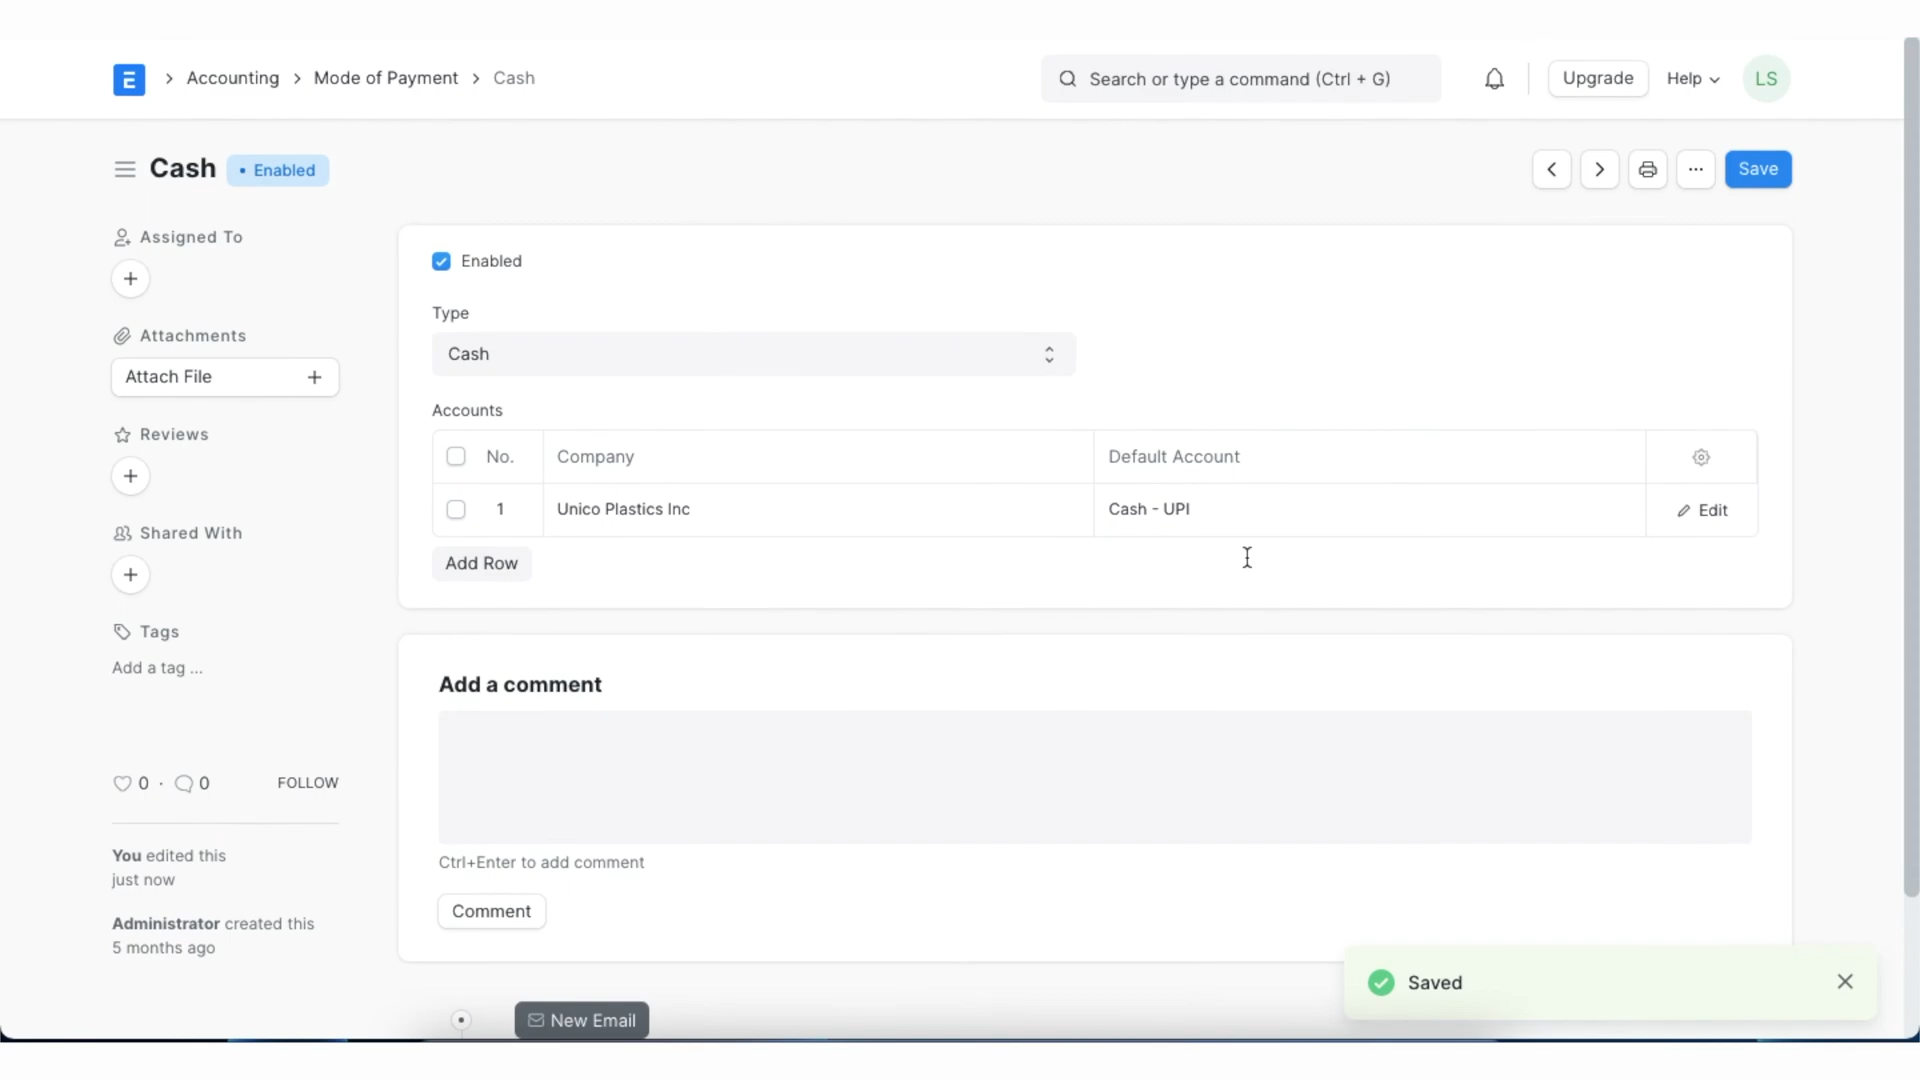 E > Accounting > Mode of Payment > Cash
Search or type a command (Ctrl + G)
Upgrade
Help
LS
Cash
• Enabled
Save
Assigned To
Attachments
Attach File
Reviews
Shared With
Tags
Add a tag ...
0 · 0
FOLLOW
You edited this
just now
Administrator created this
5 months ago
Enabled
Type
Cash
Accounts
No. Company Default Account
1 Unico Plastics Inc Cash - UPI Edit
Add Row
Add a comment
Ctrl+Enter to add comment
Comment
New Email
Saved